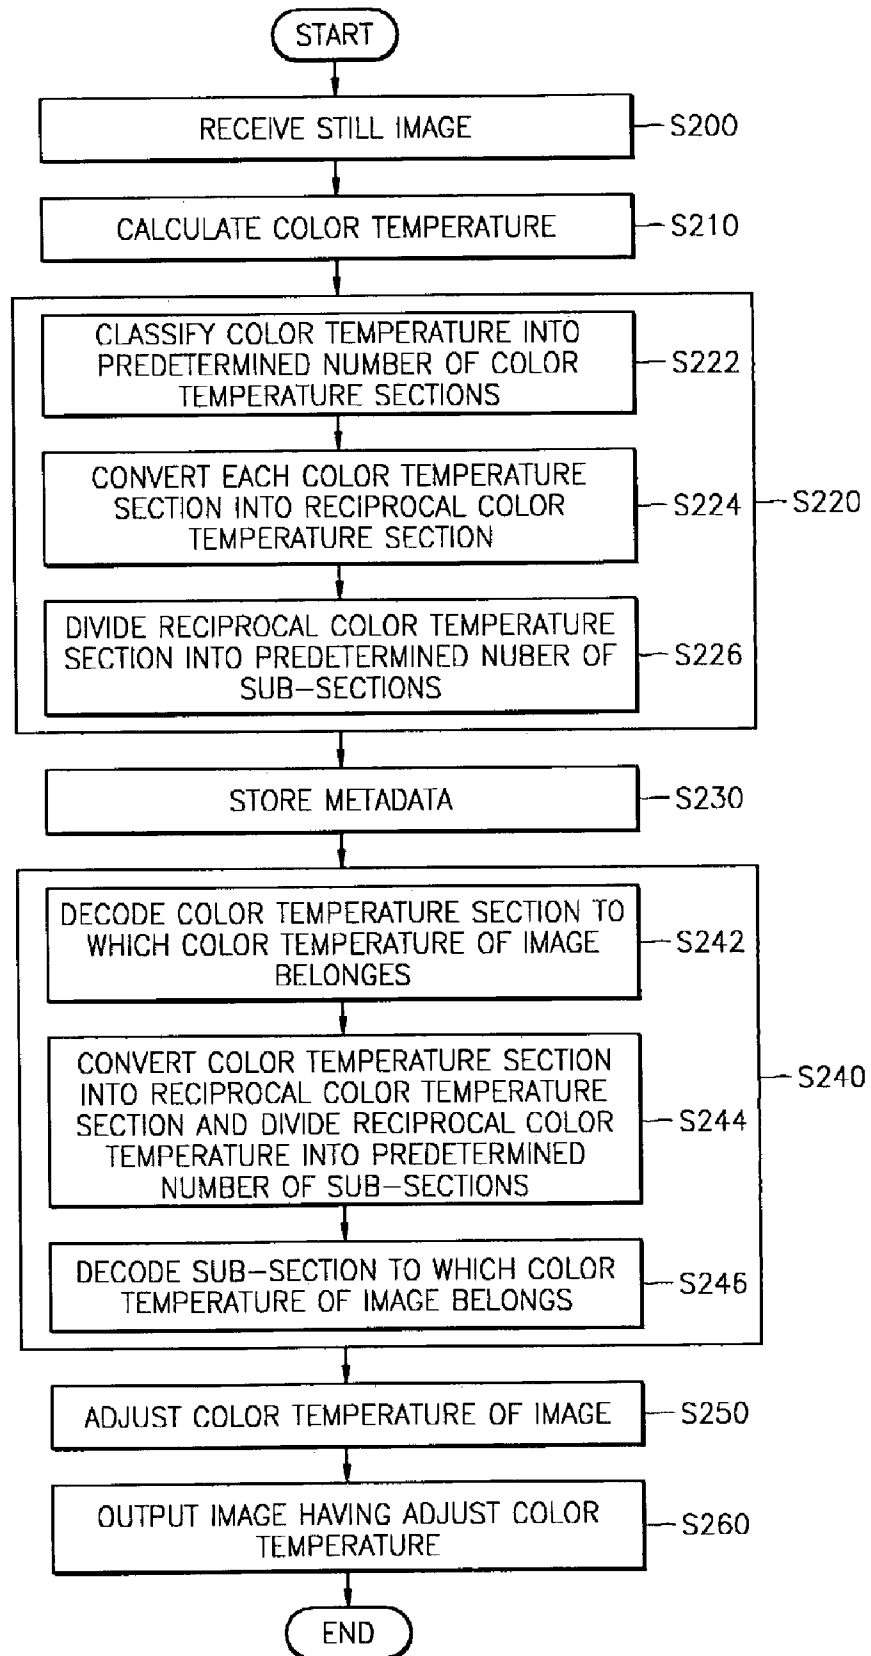 START
RECEIVE STILL IMAGE
S200
CALCULATE COLOR TEMPERATURE
S210
CLASSIFY COLOR TEMPERATURE INTO
PREDETERMINED NUMBER OF COLOR
TEMPERATURE SECTIONS
S222
CONVERT EACH COLOR TEMPERATURE
SECTION INTO RECIPROCAL COLOR
TEMPERATURE SECTION
S224
S220
DIVIDE RECIPROCAL COLOR TEMPERATURE
SECTION INTO PREDETERMINED NUBER OF
SUB-SECTIONS
S226
STORE METADATA
S230
DECODE COLOR TEMPERATURE SECTION TO
WHICH COLOR TEMPERATURE OF IMAGE
BELONGES
S242
CONVERT COLOR TEMPERATURE SECTION
INTO RECIPROCAL COLOR TEMPERATURE
SECTION AND DIVIDE RECIPROCAL COLOR
TEMPERATURE INTO PREDETERMINED
NUMBER OF SUB-SECTIONS
S244
S240
DECODE SUB-SECTION TO WHICH COLOR
TEMPERATURE OF IMAGE BELONGS
S246
ADJUST COLOR TEMPERATURE OF IMAGE
S250
OUTPUT IMAGE HAVING ADJUST COLOR
TEMPERATURE
S260
END